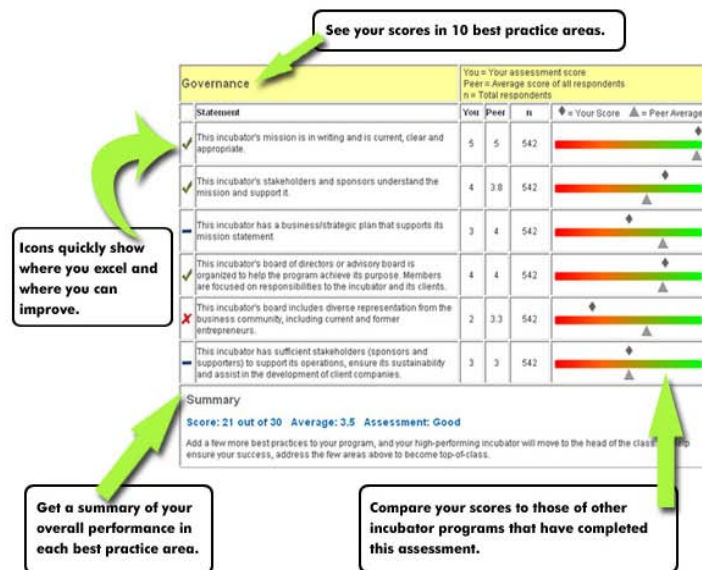 See your scores in 10 best practice areas.
Governance
You = Your assessment score
Peer = Average score of all respondents
n = Total respondents
Statement You Peer n ♦ = Your Score ▲ = Peer Average
This incubator's mission is in writing and is current, clear and
appropriate.
5 5 542
This incubator's stakeholders and sponsors understand the
mission and support it.
4 3.8 542
This incubator has a business/strategic plan that supports its
mission statement.
3 4 542
This incubator's board of directors or advisory board is
organized to help the program achieve its purpose. Members
are focused on responsibilities to the incubator and its clients.
4 4 542
This incubator's board includes diverse representation from the
business community, including current and former
entrepreneurs.
2 3.3 542
This incubator has sufficient stakeholders (sponsors and
supporters) to support its operations, ensure its sustainability
and assist in the development of client companies.
3 3 542
Icons quickly show
where you excel and
where you can
improve.
Summary
Score: 21 out of 30 Average: 3.5 Assessment: Good
Add a few more best practices to your program, and your high-performing incubator will move to the head of the
ensure your success, address the few areas above to become top-of-class.
Get a summary of your
overall performance in
each best practice area.
Compare your scores to those of other
incubator programs that have completed
this assessment.